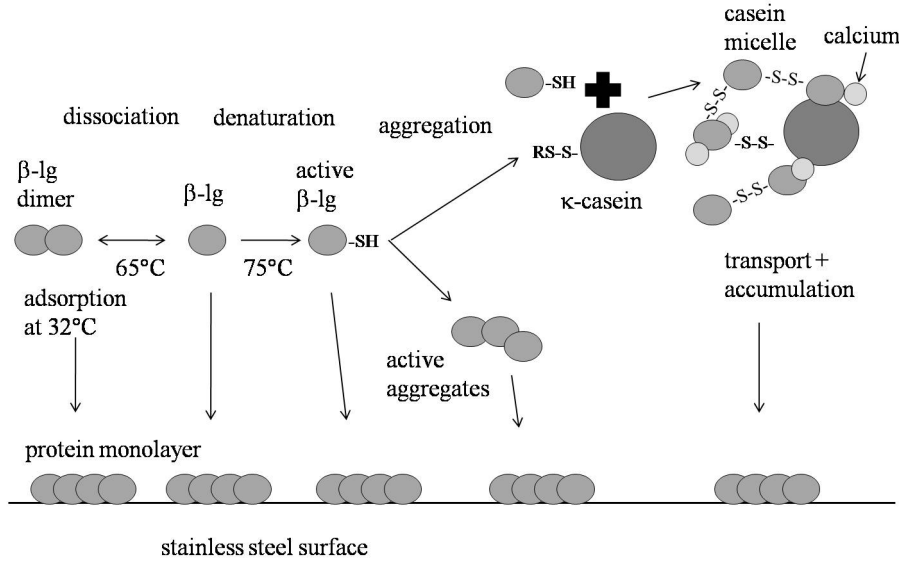 casein
micelle
calcium
-SH
-S-S-
-S-S-
dissociation
denaturation
aggregation
RS-S-
-S-S-
β-lg
dimer
β-lg
active
β-lg
κ-casein
-S-S-
-SH
65°C
75°C
transport +
accumulation
adsorption
at 32°C
active
aggregates
protein monolayer
stainless steel surface